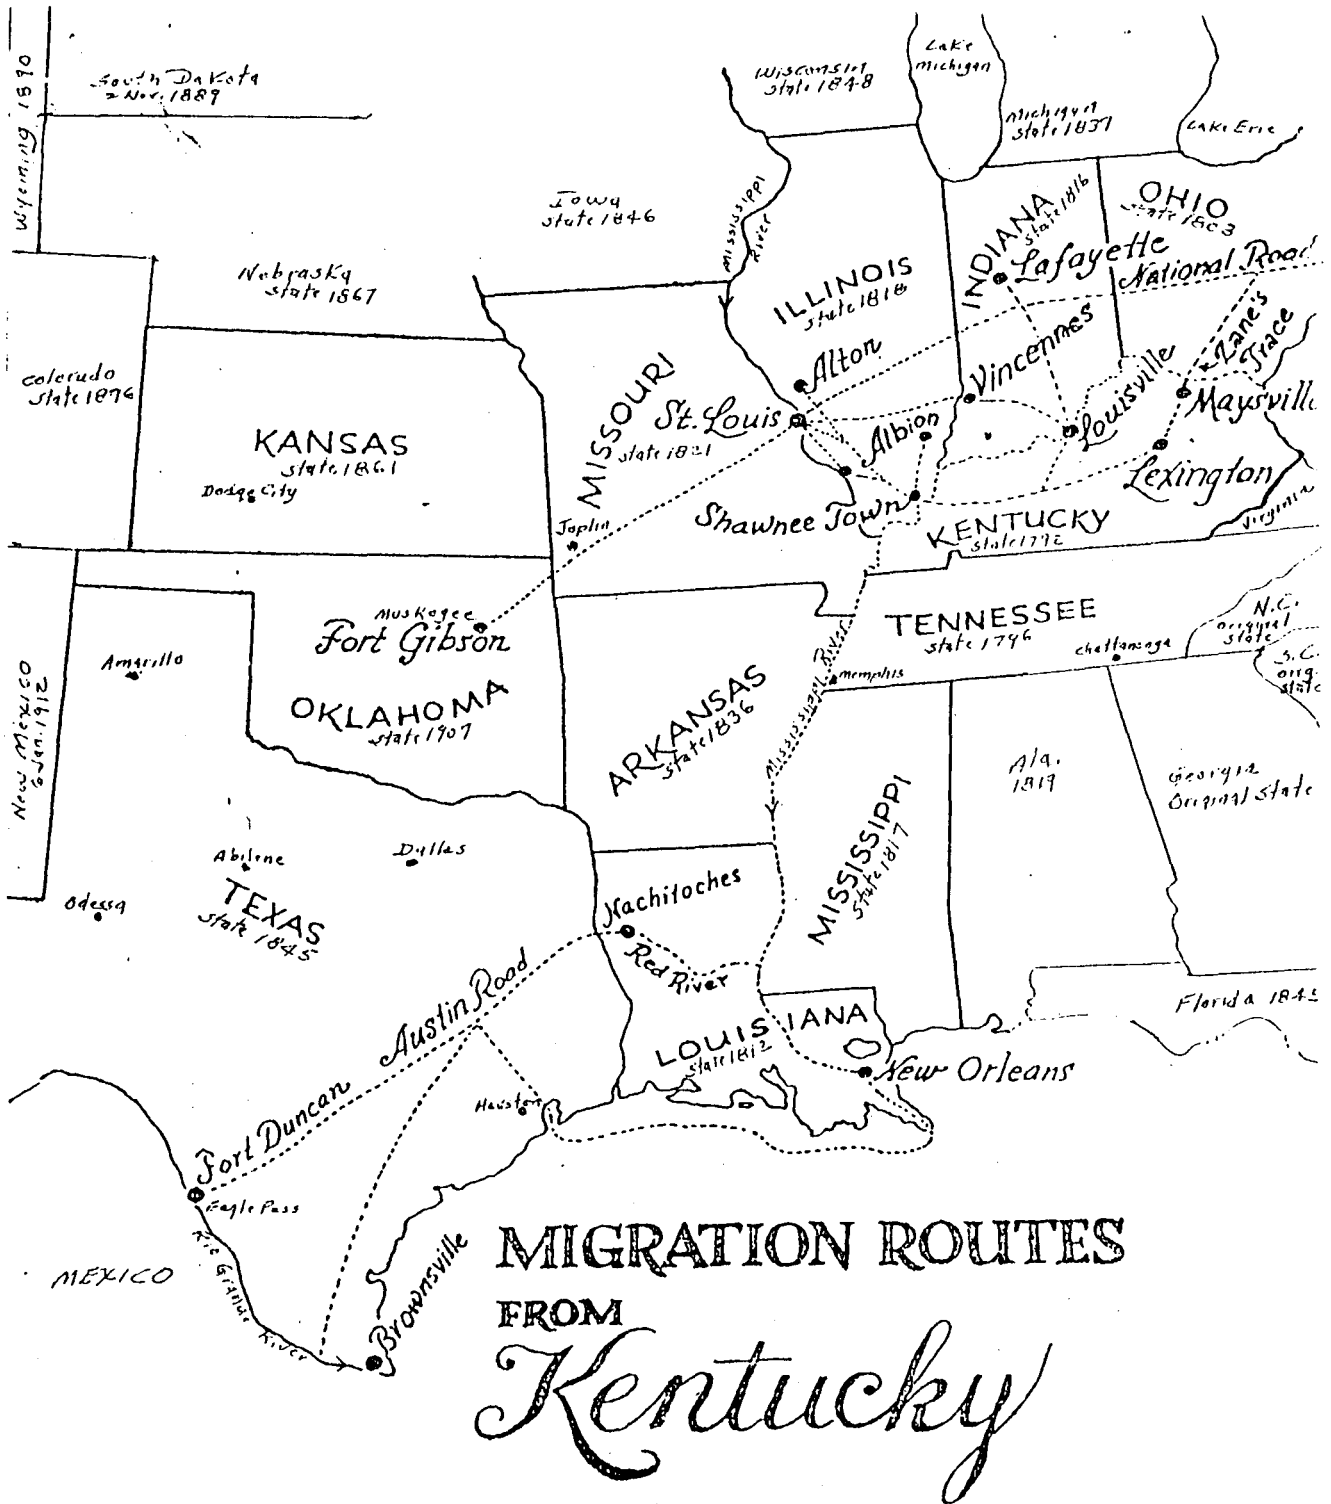 Wyoming 1890
South Dakota
2 Nov. 1889
Wisconsin
state 1848
Lake
Michigan
Michigan
state 1837
Lake Erie
Iowa
state 1846
Mississippi
River
INDIANA
state 1816
OHIO
state 1803
Nebraska
state 1867
ILLINOIS
state 1818
Lafayette
National Road
Zane's
Trace
Colorado
state 1876
MISSOURI
state 1821
Alton
Vincennes
Louisville
Maysville
KANSAS
state 1861
Dodge City
St. Louis
Albion
Lexington
Joplin
Shawnee Town
KENTUCKY
state 1792
Virginia
Muskogee
Fort Gibson
TENNESSEE
state 1796
Chattanooga
N.C.
original
state
S.C.
orig.
state
Amarillo
New Mexico
6 Jan. 1912
OKLAHOMA
state 1907
ARKANSAS
state 1836
Mississippi River
Memphis
MISSISSIPPI
state 1817
Ala.
1819
Georgia
Original State
Abilene
Dallas
Odessa
TEXAS
state 1845
Nachitoches
Red River
Florida 1845
Austin Road
LOUISIANA
state 1812
New Orleans
Houston
Fort Duncan
Eagle Pass
Rio Grande River
MEXICO
Brownsville
MIGRATION ROUTES
FROM
Kentucky